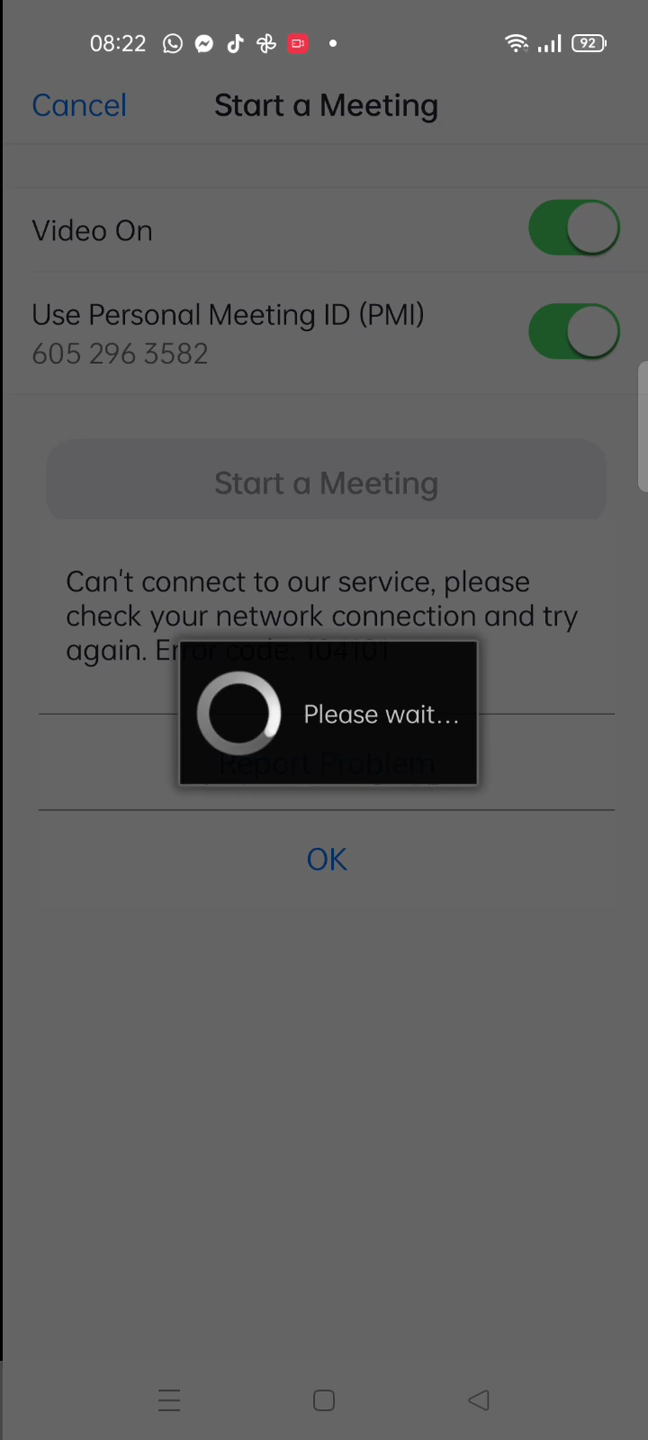 08:22
92
Cancel
Start a Meeting
Video On
Use Personal Meeting ID (PMI)
605 296 3582
Start a Meeting
Can't connect to our service, please
check your network connection and try
again. Error code: 104101
Please wait...
Report Problem
OK